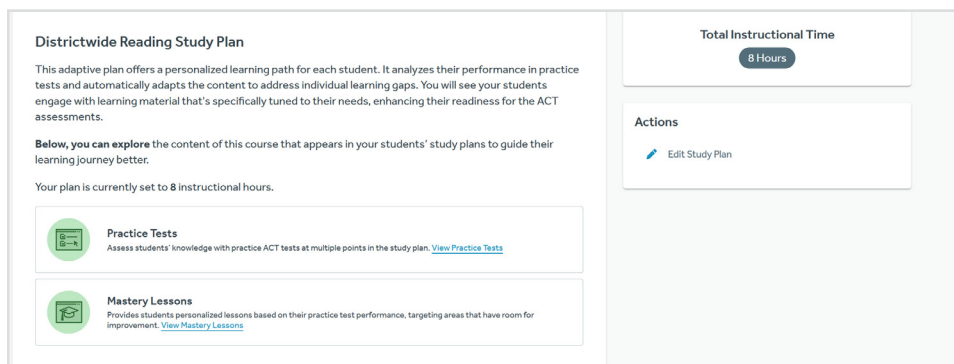 Districtwide Reading Study Plan
This adaptive plan offers a personalized learning path for each student. It analyzes their performance in practice
tests and automatically adapts the content to address individual learning gaps. You will see your students
engage with learning material that's specifically tuned to their needs, enhancing their readiness for the ACT
assessments.
Below, you can explore the content of this course that appears in your students' study plans to guide their
learning journey better.
Your plan is currently set to 8 instructional hours.
Practice Tests
Assess students' knowledge with practice ACT tests at multiple points in the study plan. View Practice Tests
Mastery Lessons
Provides students personalized lessons based on their practice test performance, targeting areas that have room for
improvement. View Mastery Lessons
Total Instructional Time
8 Hours
Actions
Edit Study Plan